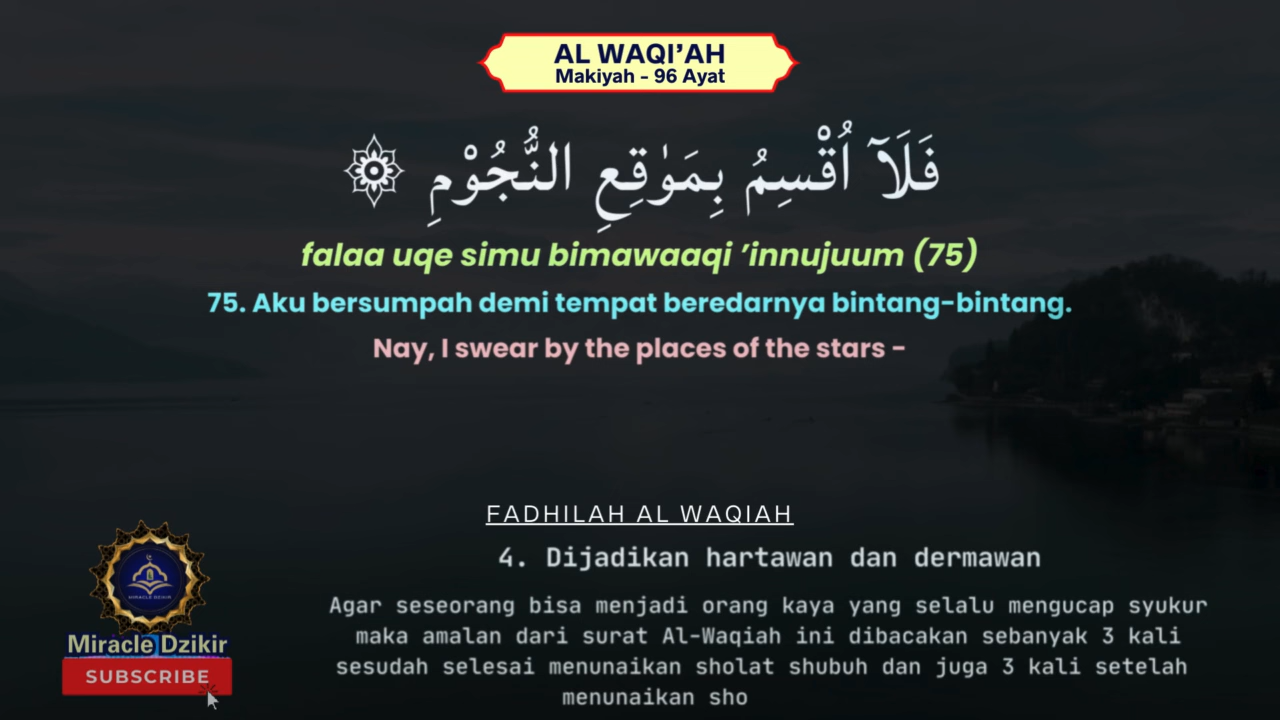 AL WAQI’AH
Makiyah - 96 Ayat
فَلَآ اُقْسِمُ بِمَوٰقِعِ النُّجُوْمِ
falaa uqe simu bimawaaqi ’innujuum (75)
75. Aku bersumpah demi tempat beredarnya bintang-bintang.
Nay, I swear by the places of the stars -
FADHILAH AL WAQIAH
4. Dijadikan hartawan dan dermawan
Agar seseorang bisa menjadi orang kaya yang selalu mengucap syukur
maka amalan dari surat Al-Waqiah ini dibacakan sebanyak 3 kali
sesudah selesai menunaikan sholat shubuh dan juga 3 kali setelah
menunaikan sho
MIRACLE DZIKIR
Miracle Dzikir
SUBSCRIBE